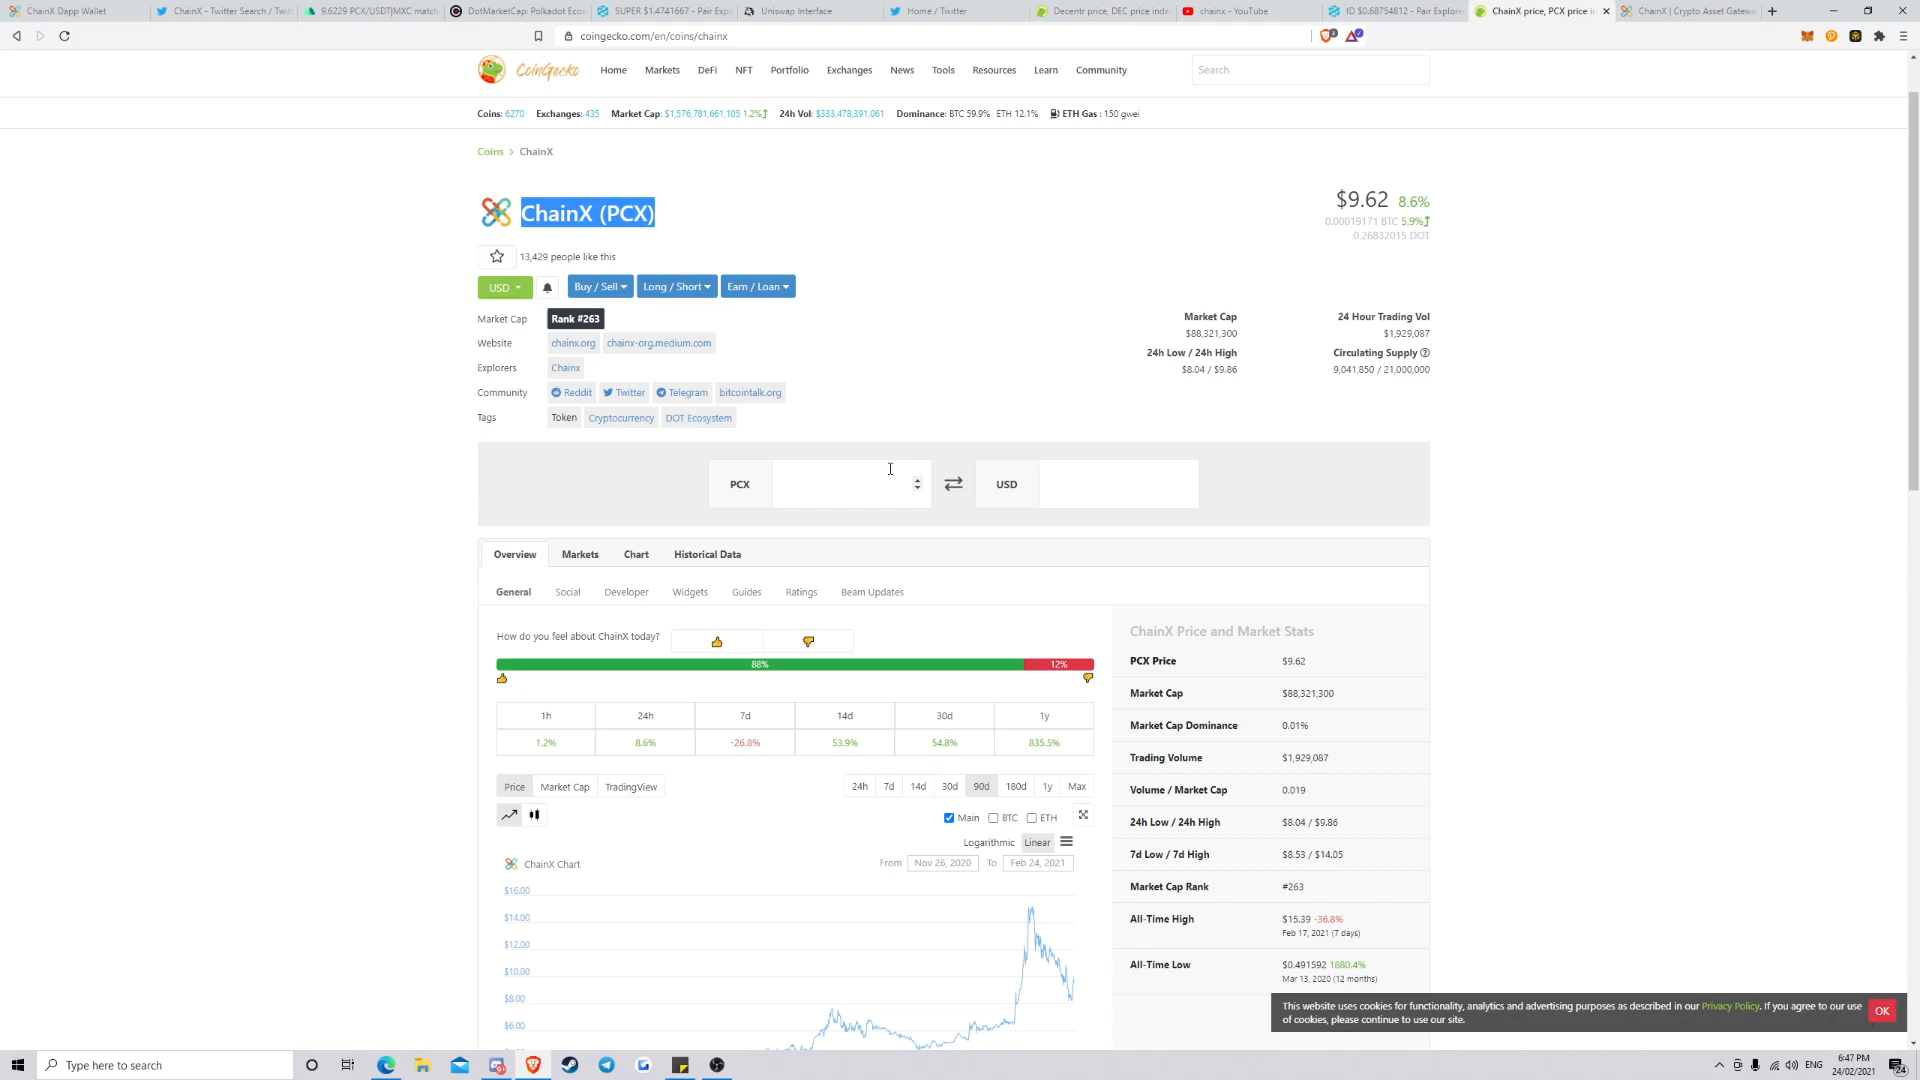 ChainX Dapp Wallet
ChainX - Twitter Search / Twit
9.6229 PCX/USDT|MXC match
DotMarketCap: Polkadot Ecos
SUPER $1.4741667 - Pair Expl
Uniswap Interface
Home / Twitter
Decentr price, DEC price inde
chainx - YouTube
ID $0.68754812 - Pair Explore
ChainX price, PCX price in
ChainX | Crypto Asset Gatewa
coingecko.com/en/coins/chainx
CoinGecko
Home Markets DeFi NFT Portfolio Exchanges News Tools Resources Learn Community
Search
Coins: 6270 Exchanges: 435 Market Cap: $1,576,781,661,105 1.2% 24h Vol: $333,478,391,061 Dominance: BTC 59.9% ETH 12.1% ETH Gas : 150 gwei
Coins > ChainX
ChainX (PCX)
$9.62 8.6%
0.00019171 BTC 5.9%
0.26832015 DOT
13,429 people like this
USD Buy / Sell Long / Short Earn / Loan
Market Cap Rank #263
Website chainx.org chainx-org.medium.com
Explorers Chainx
Community Reddit Twitter Telegram bitcointalk.org
Tags Token Cryptocurrency DOT Ecosystem
Market Cap
$88,321,300
24 Hour Trading Vol
$1,929,087
24h Low / 24h High
$8.04 / $9.86
Circulating Supply
9,041,850 / 21,000,000
PCX USD
Overview Markets Chart Historical Data
General Social Developer Widgets Guides Ratings Beam Updates
How do you feel about ChainX today?
88% 12%
1h 24h 7d 14d 30d 1y
1.2% 8.6% -26.8% 53.9% 54.8% 835.5%
Price Market Cap TradingView
24h 7d 14d 30d 90d 180d 1y Max
Main BTC ETH
Logarithmic Linear
ChainX Chart
From Nov 26, 2020 To Feb 24, 2021
$16.00
$14.00
$12.00
$10.00
$8.00
$6.00
ChainX Price and Market Stats
PCX Price $9.62
Market Cap $88,321,300
Market Cap Dominance 0.01%
Trading Volume $1,929,087
Volume / Market Cap 0.019
24h Low / 24h High $8.04 / $9.86
7d Low / 7d High $8.53 / $14.05
Market Cap Rank #263
All-Time High $15.39 -36.8%
Feb 17, 2021 (7 days)
All-Time Low $0.491592 1880.4%
Mar 13, 2020 (12 months)
This website uses cookies for functionality, analytics and advertising purposes as described in our Privacy Policy. If you agree to our use
of cookies, please continue to use our site.
OK
Type here to search
ENG
6:47 PM
24/02/2021
24